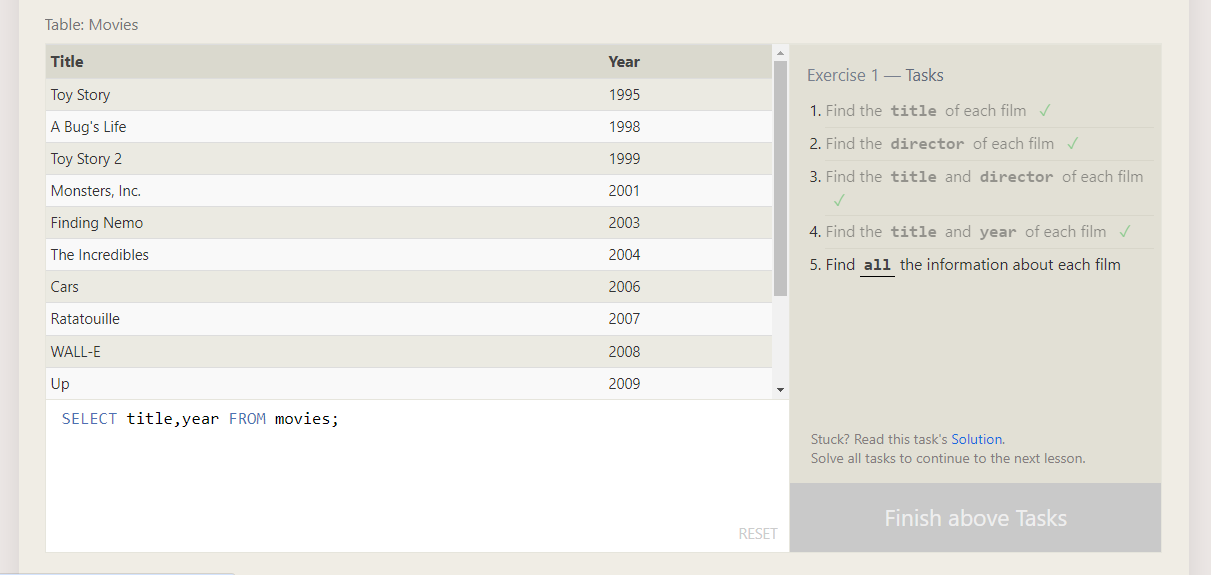 Table: Movies
Title Year
Toy Story 1995
A Bug's Life 1998
Toy Story 2 1999
Monsters, Inc. 2001
Finding Nemo 2003
The Incredibles 2004
Cars 2006
Ratatouille 2007
WALL-E 2008
Up 2009
SELECT title,year FROM movies;
RESET
Exercise 1 — Tasks
1. Find the title of each film ✓
2. Find the director of each film ✓
3. Find the title and director of each film
✓
4. Find the title and year of each film ✓
5. Find all the information about each film
Stuck? Read this task's Solution.
Solve all tasks to continue to the next lesson.
Finish above Tasks